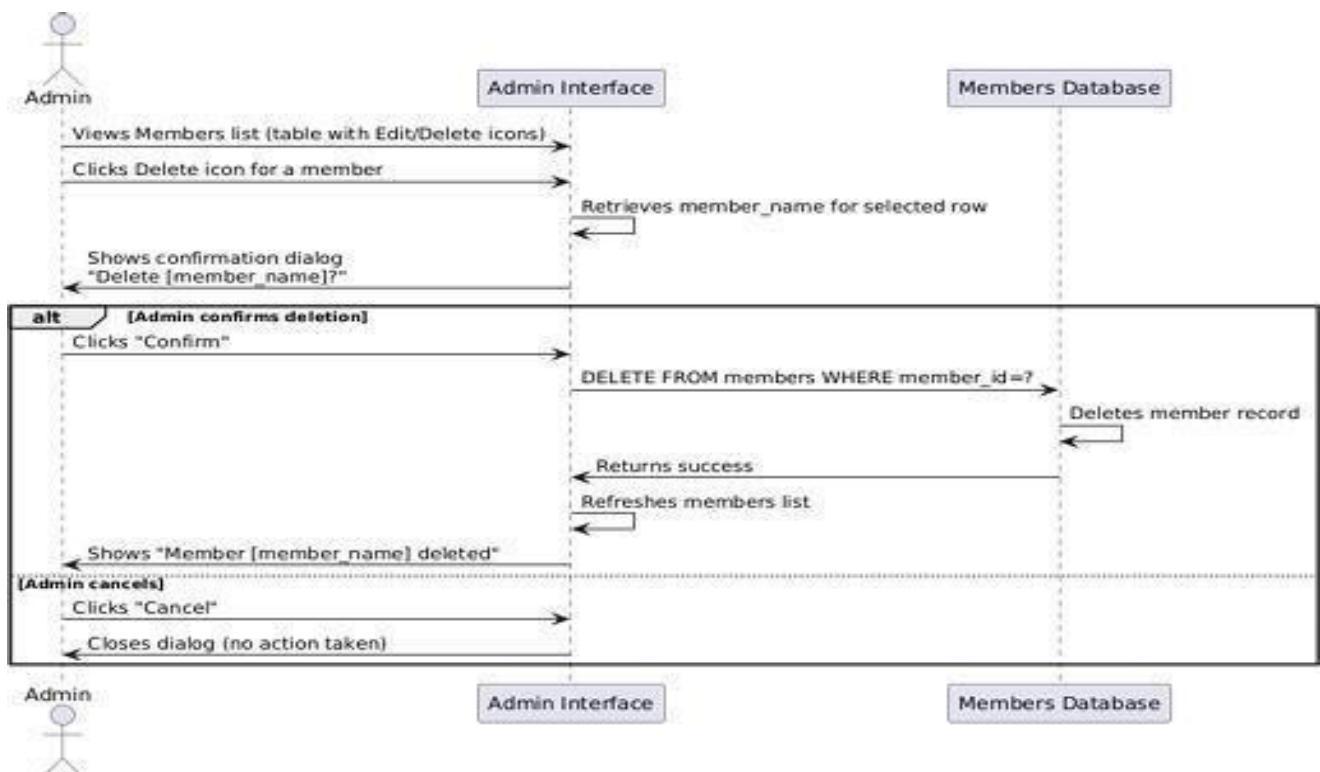 Admin
Admin Interface
Members Database
Views Members list (table with Edit/Delete icons)
Clicks Delete icon for a member
Retrieves member_name for selected row
Shows confirmation dialog
"Delete [member_name]?"
alt [Admin confirms deletion]
Clicks "Confirm"
DELETE FROM members WHERE member_id=?
Deletes member record
Returns success
Refreshes members list
Shows "Member [member_name] deleted"
[Admin cancels]
Clicks "Cancel"
Closes dialog (no action taken)
Admin
Admin Interface
Members Database